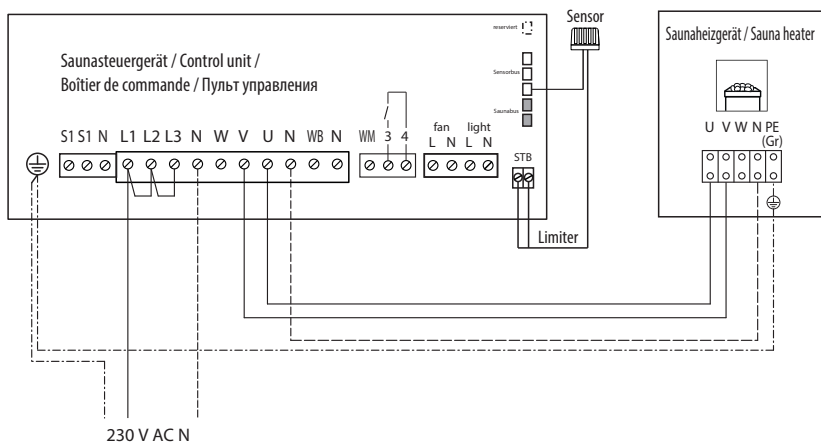 reserviert
Sensor
Saunasteuergerät / Control unit /
Boîtier de commande / Пульт управления
Sensorbus
Saunabus
Saunaheizgerät / Sauna heater
S1 S1 N L1 L2 L3 N W V U N WB N
WM 3 4
fan light
L N L N
STB
Limiter
U V W N PE
(Gr)
230 V AC N